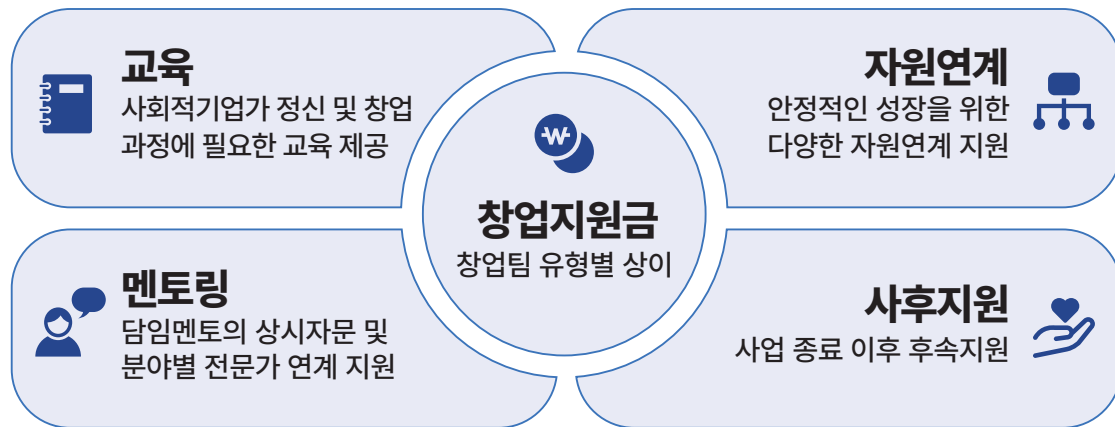 교육
사회적기업가 정신 및 창업
과정에 필요한 교육 제공
자원연계
안정적인 성장을 위한
다양한 자원연계 지원
₩
창업지원금
창업팀 유형별 상이
멘토링
담임멘토의 상시자문 및
분야별 전문가 연계 지원
사후지원
사업 종료 이후 후속지원